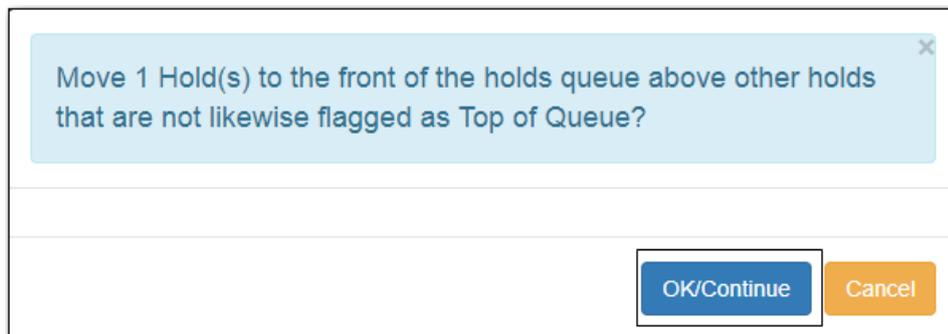 ×
Move 1 Hold(s) to the front of the holds queue above other holds
that are not likewise flagged as Top of Queue?
OK/Continue Cancel